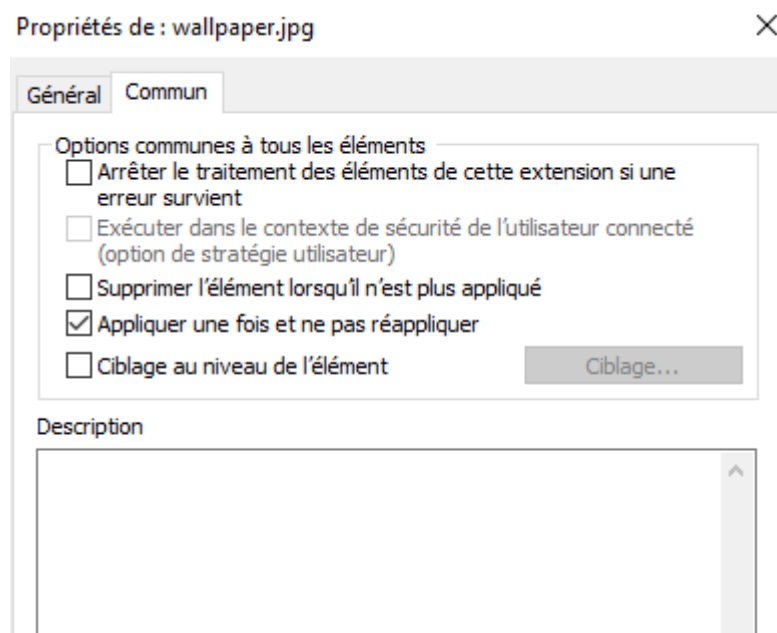 Propriétés de : wallpaper.jpg
Général Commun
Options communes à tous les éléments
Arrêter le traitement des éléments de cette extension si une
erreur survient
Exécuter dans le contexte de sécurité de l'utilisateur connecté
(option de stratégie utilisateur)
Supprimer l'élément lorsqu'il n'est plus appliqué
Appliquer une fois et ne pas réappliquer
Ciblage au niveau de l'élément Ciblage...
Description